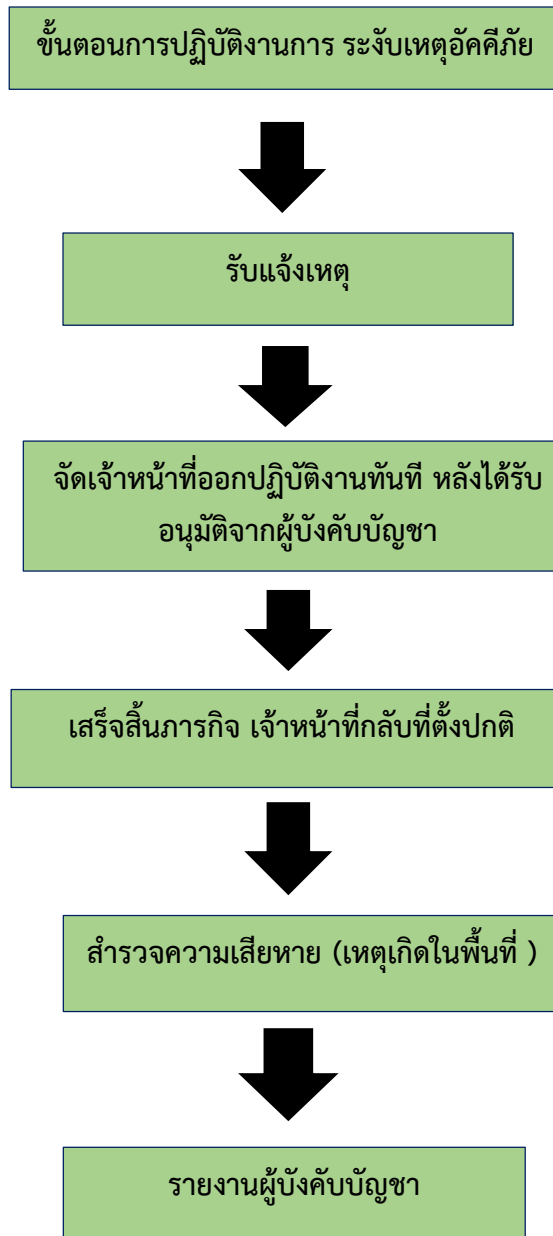 ขั้นตอนการปฏิบัติงานการ ระงับเหตุอัคคีภัย
รับแจ้งเหตุ
จัดเจ้าหน้าที่ออกปฏิบัติงานทันที หลังได้รับ
อนุมัติจากผู้บังคับบัญชา
เสร็จสิ้นภารกิจ เจ้าหน้าที่กลับที่ตั้งปกติ
สำรวจความเสียหาย (เหตุเกิดในพื้นที่ )
รายงานผู้บังคับบัญชา